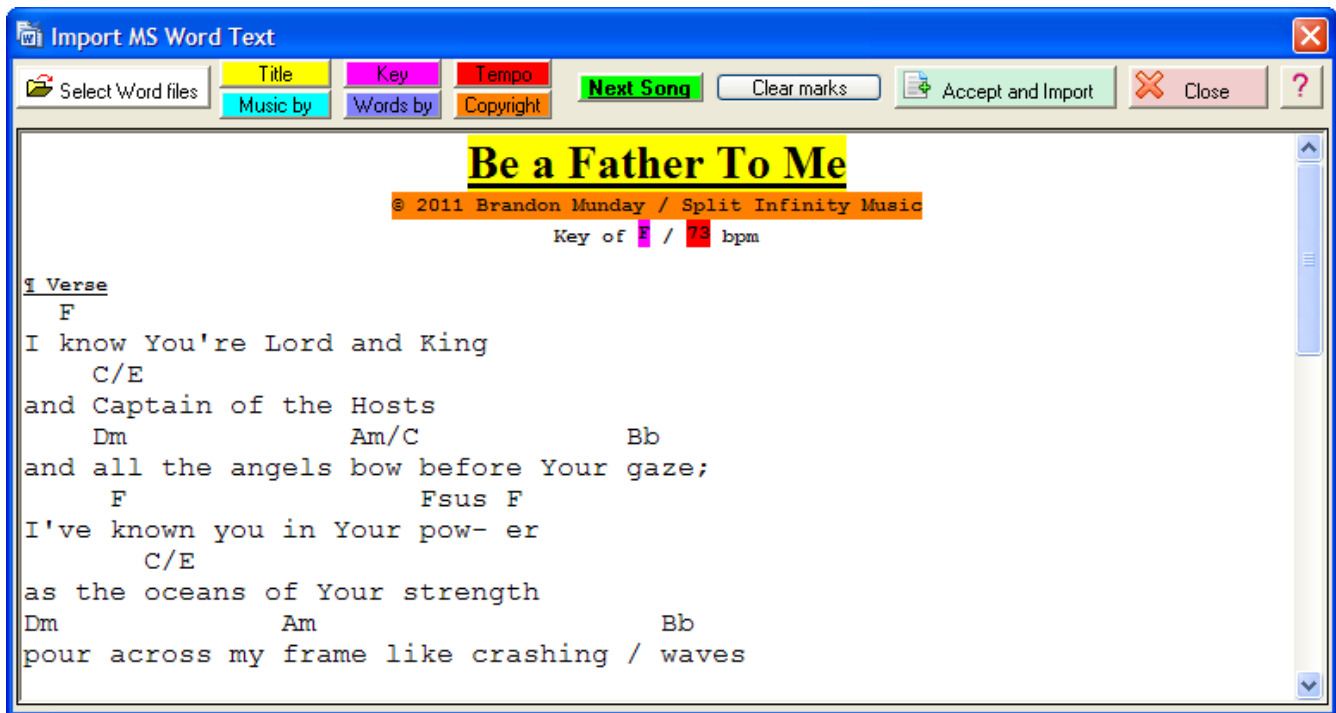 Import MS Word Text
Select Word files Title Key Tempo Next Song Clear marks Accept and Import Close ?
Music by Words by Copyright
Be a Father To Me
© 2011 Brandon Munday / Split Infinity Music
Key of F / 73 bpm
¶ Verse
F
I know You're Lord and King
C/E
and Captain of the Hosts
Dm Am/C Bb
and all the angels bow before Your gaze;
F Fsus F
I've known you in Your pow- er
C/E
as the oceans of Your strength
Dm Am Bb
pour across my frame like crashing / waves